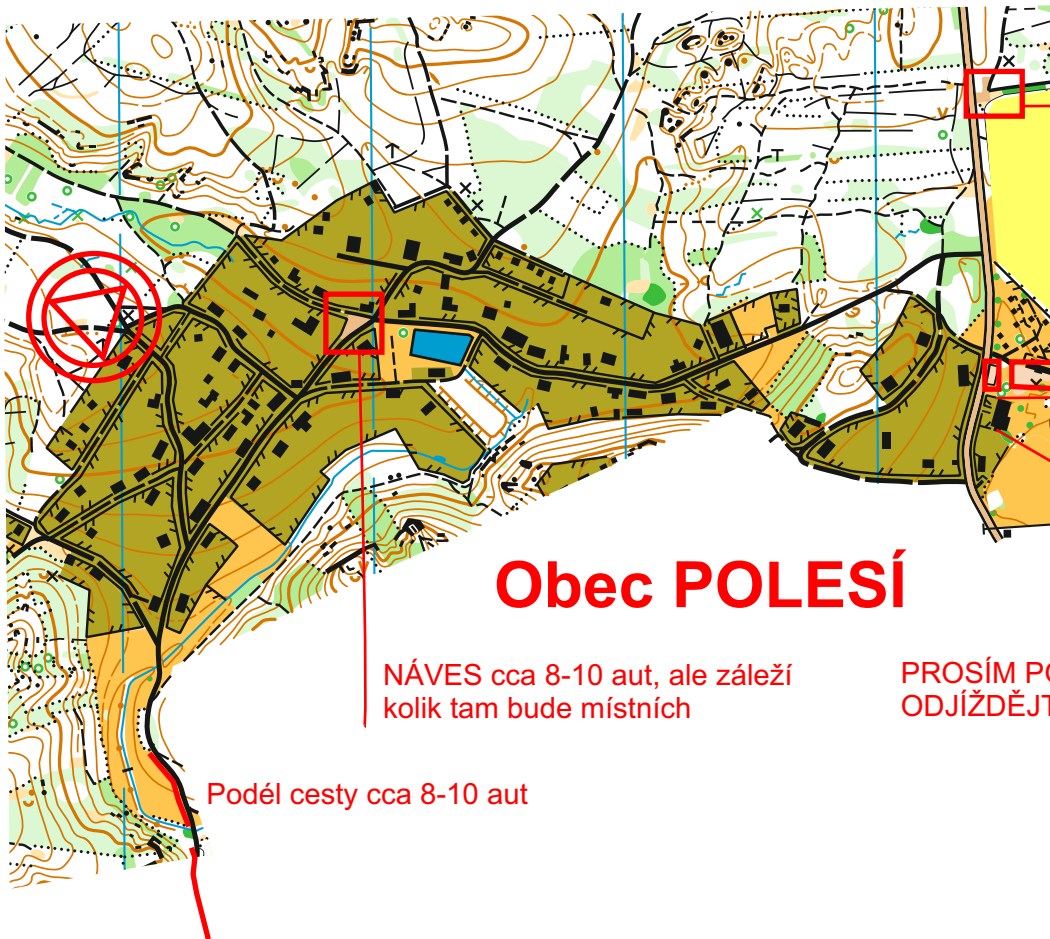 Obec POLESÍ
NÁVES cca 8-10 aut, ale záleží
kolik tam bude místních
PROSÍM
Podél cesty cca 8-10 aut